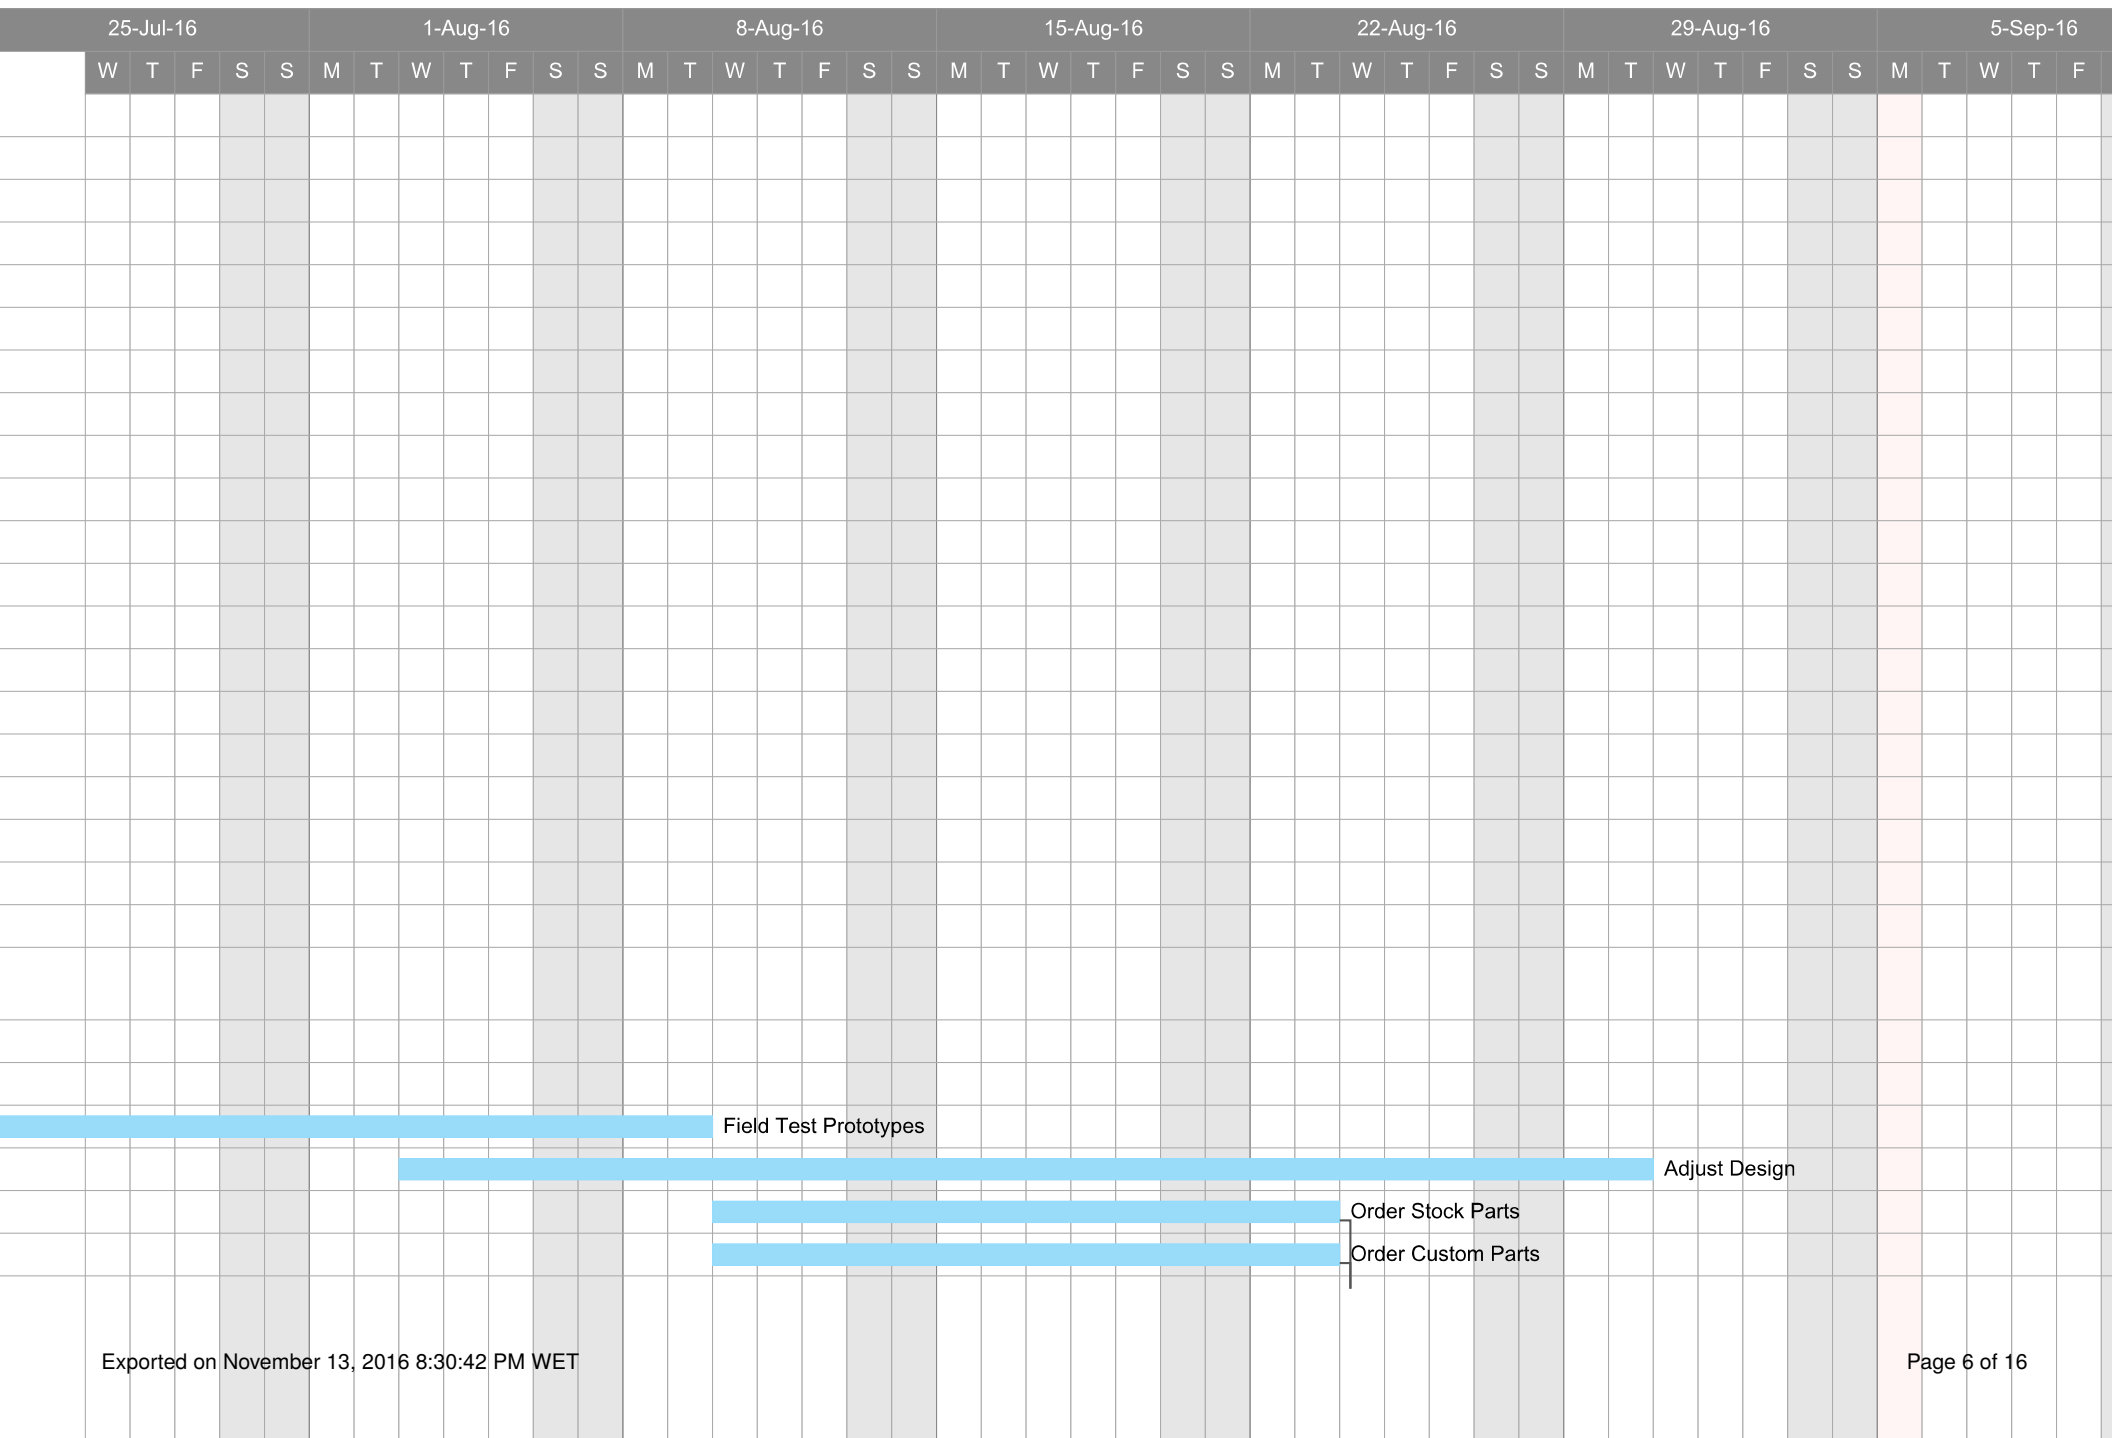 25-Jul-16 1-Aug-16 8-Aug-16 15-Aug-16 22-Aug-16 29-Aug-16 5-Sep-16
W T F S S M T W T F S S M T W T F S S M T W T F S S M T W T F S S M T W T F S S M T W T F
Field Test Prototypes
Adjust Design
Order Stock Parts
Order Custom Parts
Exported on November 13, 2016 8:30:42 PM WET Page 6 of 16